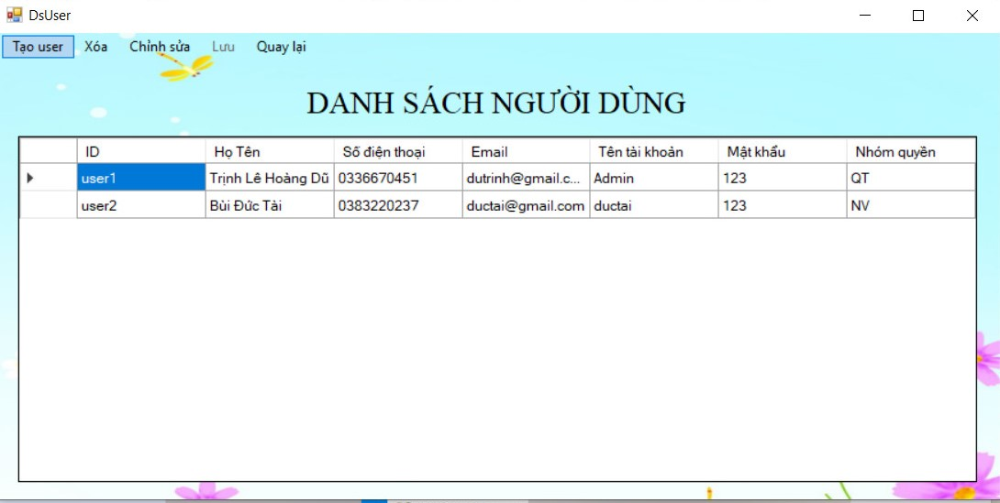 DsUser
Tạo user Xóa Chỉnh sửa Lưu Quay lại
DANH SÁCH NGƯỜI DÙNG
ID Họ Tên Số điện thoại Email Tên tài khoản Mật khẩu Nhóm quyền
user1 Trịnh Lê Hoàng Dũ 0336670451 dutrinh@gmail.c... Admin 123 QT
user2 Bùi Đức Tài 0383220237 ductai@gmail.com ductai 123 NV